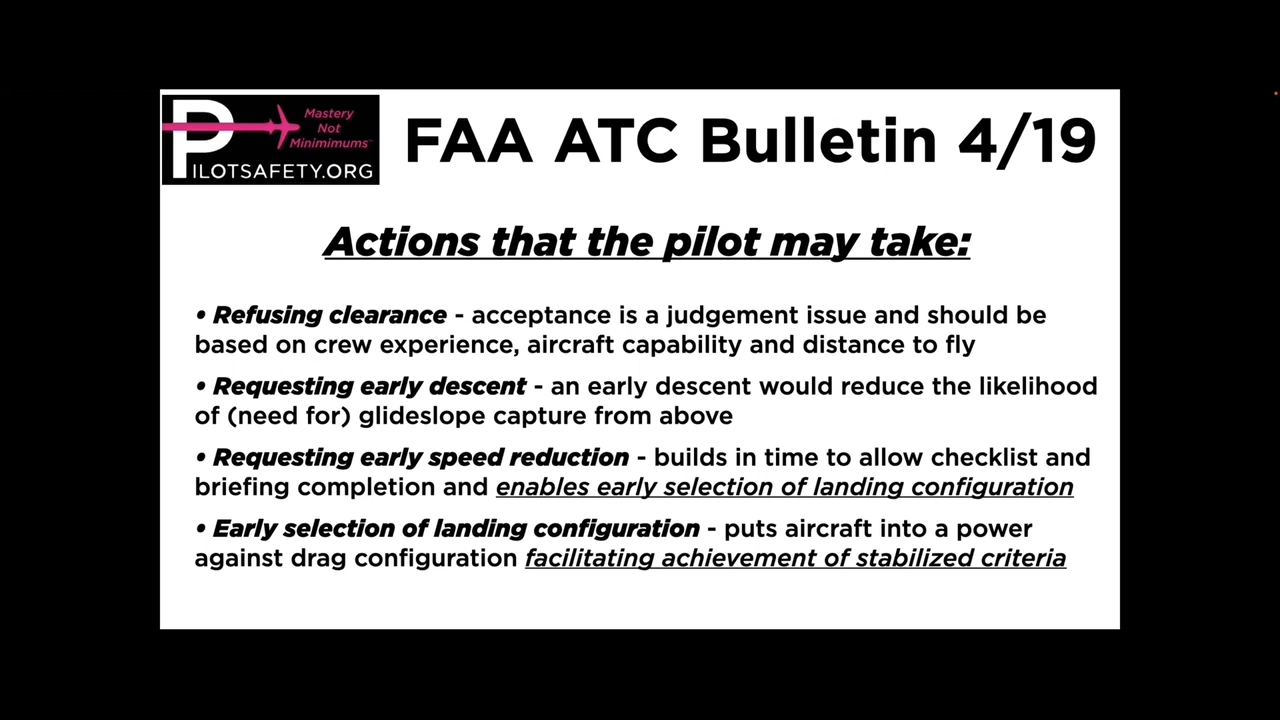 Mastery
Not
Minimimums™
PILOTSAFETY.ORG
FAA ATC Bulletin 4/19
Actions that the pilot may take:
• Refusing clearance - acceptance is a judgement issue and should be
based on crew experience, aircraft capability and distance to fly
• Requesting early descent - an early descent would reduce the likelihood
of (need for) glideslope capture from above
• Requesting early speed reduction - builds in time to allow checklist and
briefing completion and enables early selection of landing configuration
• Early selection of landing configuration - puts aircraft into a power
against drag configuration facilitating achievement of stabilized criteria